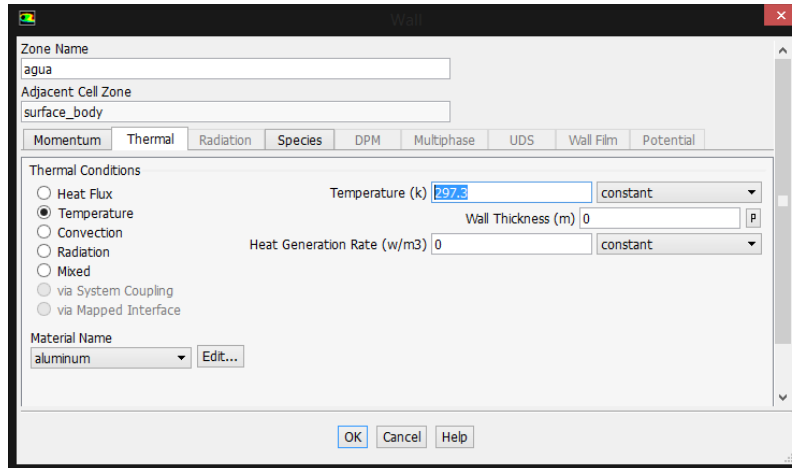 Wall
Zone Name
agua
Adjacent Cell Zone
surface_body
Momentum Thermal Radiation Species DPM Multiphase UDS Wall Film Potential
Thermal Conditions
Heat Flux
Temperature
Convection
Radiation
Mixed
via System Coupling
via Mapped Interface
Temperature (k) 297.3 constant
Wall Thickness (m) 0 P
Heat Generation Rate (w/m3) 0 constant
Material Name
aluminum Edit...
OK Cancel Help